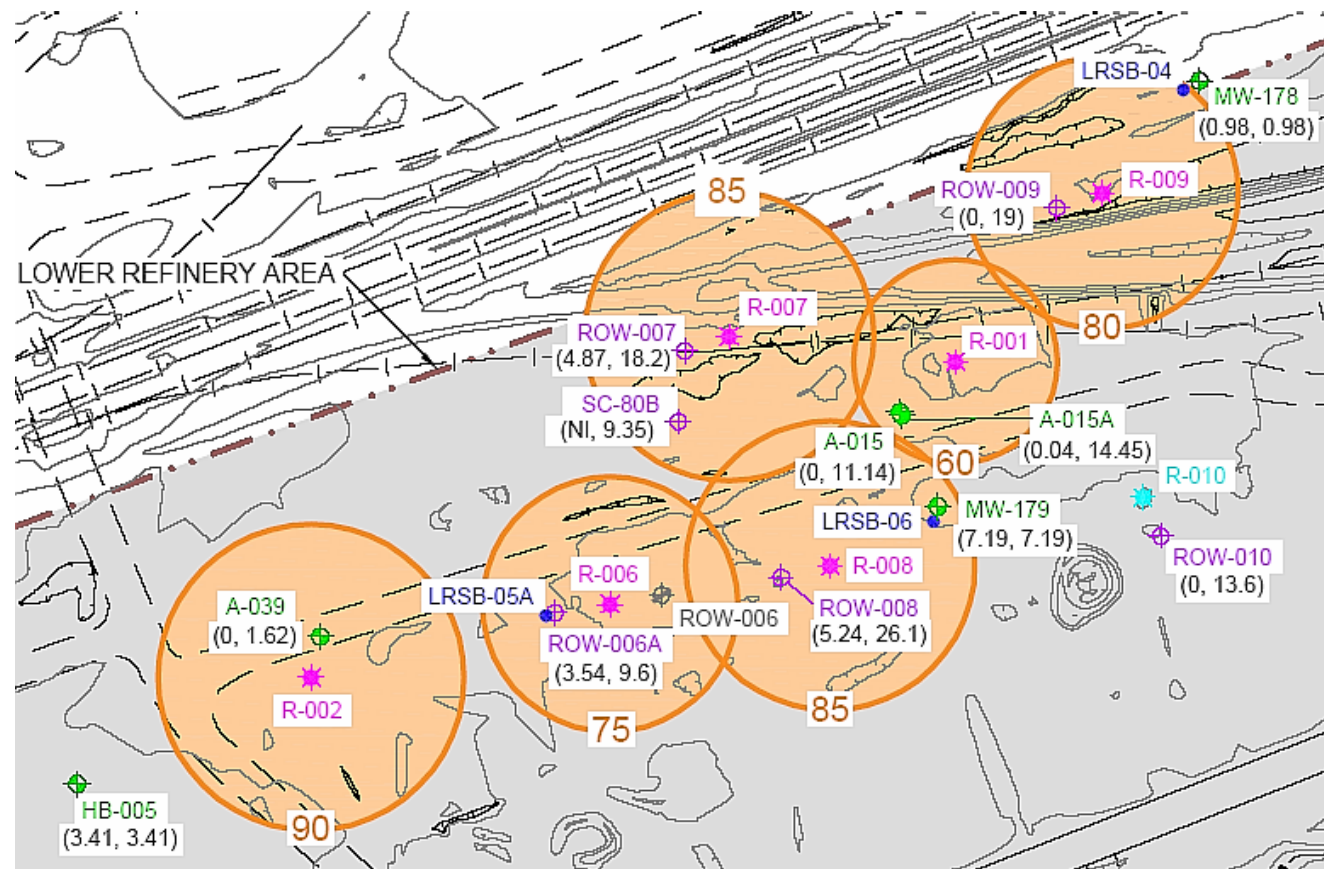 LRSB-04
MW-178
(0.98, 0.98)
R-009
ROW-009
(0, 19)
85
LOWER REFINERY AREA
R-007
ROW-007
(4.87, 18.2)
80
R-001
SC-80B
(NI, 9.35)
A-015
(0, 11.14)
A-015A
(0.04, 14.45)
60
R-010
LRSB-06
MW-179
(7.19, 7.19)
ROW-010
(0, 13.6)
R-008
R-006
LRSB-05A
ROW-006
ROW-008
(5.24, 26.1)
A-039
(0, 1.62)
ROW-006A
(3.54, 9.6)
R-002
85
75
HB-005
(3.41, 3.41)
90